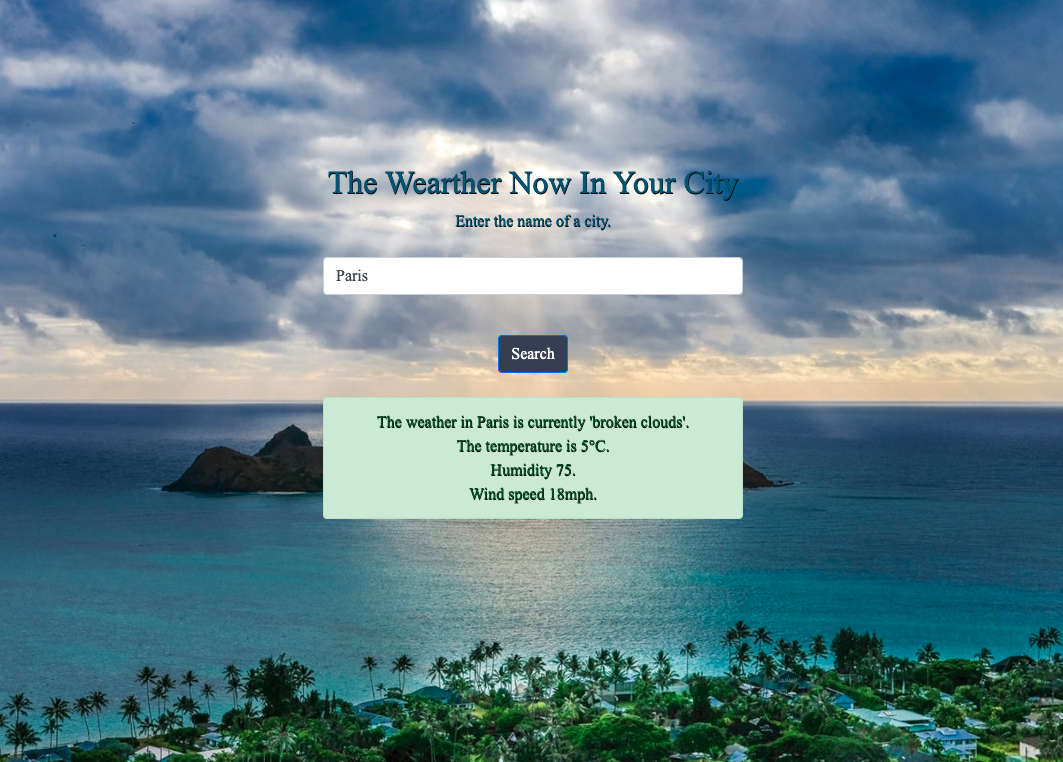 The Wearther Now In Your City
Enter the name of a city.
Paris
Search
The weather in Paris is currently 'broken clouds'.
The temperature is 5°C.
Humidity 75.
Wind speed 18mph.